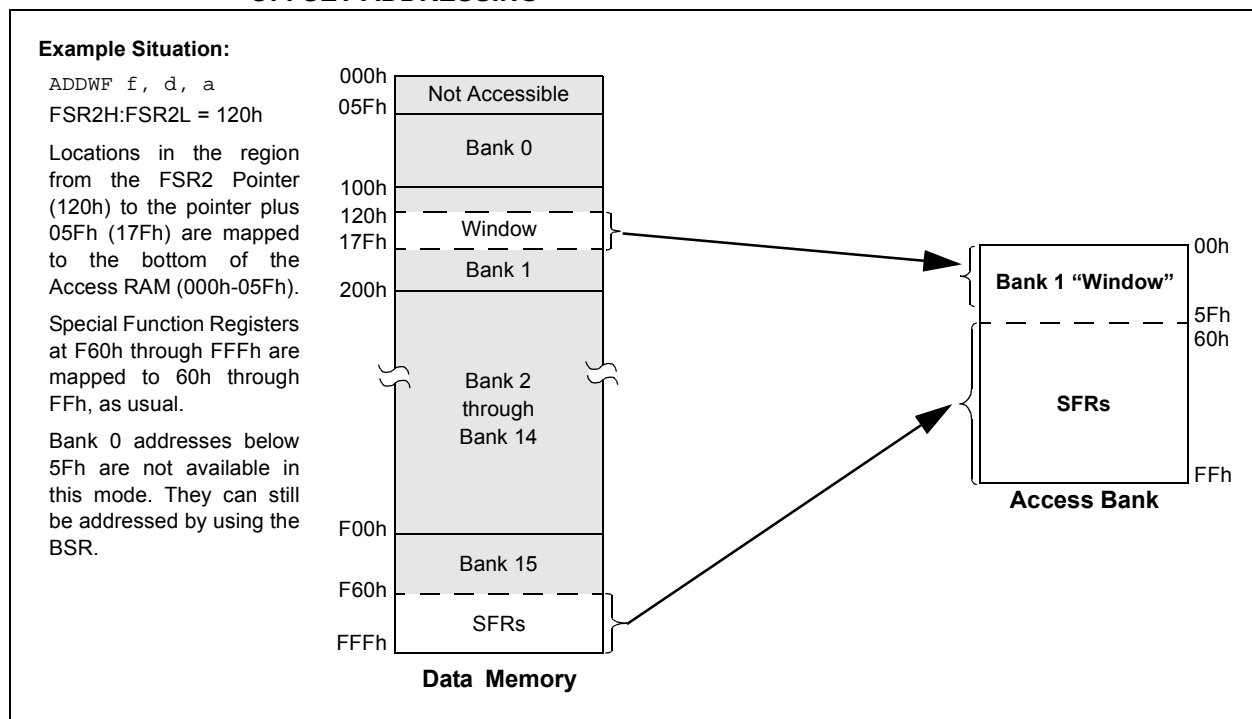 Example Situation:
ADDWF f, d, a
FSR2H:FSR2L = 120h
Locations in the region
from the FSR2 Pointer
(120h) to the pointer plus
05Fh (17Fh) are mapped
to the bottom of the
Access RAM (000h-05Fh).
Special Function Registers
at F60h through FFFh are
mapped to 60h through
FFh, as usual.
Bank 0 addresses below
5Fh are not available in
this mode. They can still
be addressed by using the
BSR.
000h
Not Accessible
05Fh
Bank 0
100h
120h
Window
17Fh
Bank 1
200h
Bank 2
through
Bank 14
F00h
Bank 15
F60h
SFRs
FFFh
Data Memory
00h
Bank 1 “Window”
5Fh
60h
SFRs
FFh
Access Bank